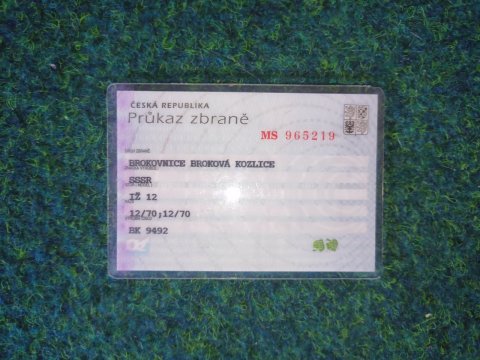 ČESKÁ REPUBLIKA
Průkaz zbraně
MS 965219
BROKOVNICE BROKOVÁ KOZLICE
SSSR
IŽ 12
12/70;12/70
BK 9492